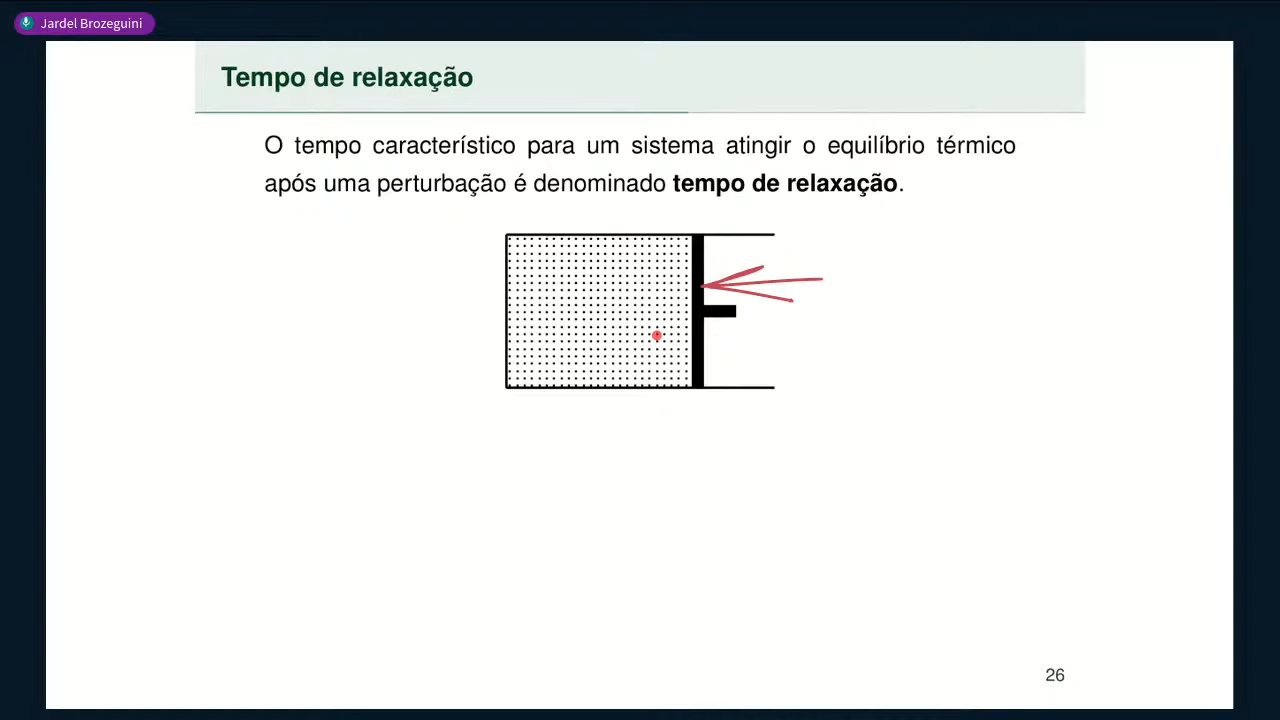 Jardel Brozeguini
Tempo de relaxação
O tempo característico para um sistema atingir o equilíbrio térmico
após uma perturbação é denominado tempo de relaxação.
26